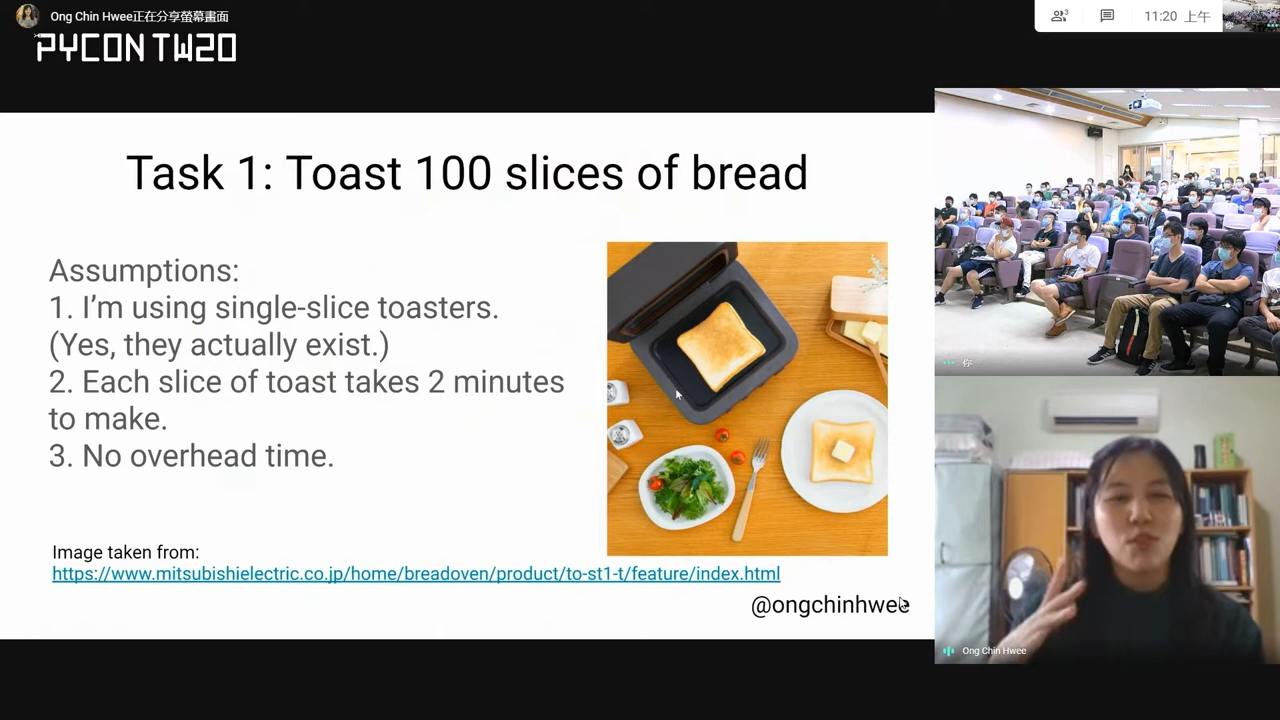 Ong Chin Hwee正在分享螢幕畫面
PYCON TW20
3
11:20 上午
你
Task 1: Toast 100 slices of bread
Assumptions:
1. I’m using single-slice toasters.
(Yes, they actually exist.)
2. Each slice of toast takes 2 minutes
to make.
3. No overhead time.
Image taken from:
https://www.mitsubishielectric.co.jp/home/breadoven/product/to-st1-t/feature/index.html
@ongchinhwee
你
Ong Chin Hwee